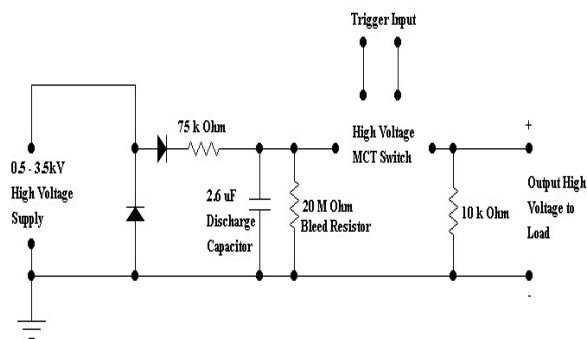 Trigger Input
75 k Ohm
High Voltage
MCT Switch
+
0.5 - 3.5kV
High Voltage
Supply
2.6 uF
Discharge
Capacitor
20 M Ohm
Bleed Resistor
10 k Ohm
Output High
Voltage to
Load
-